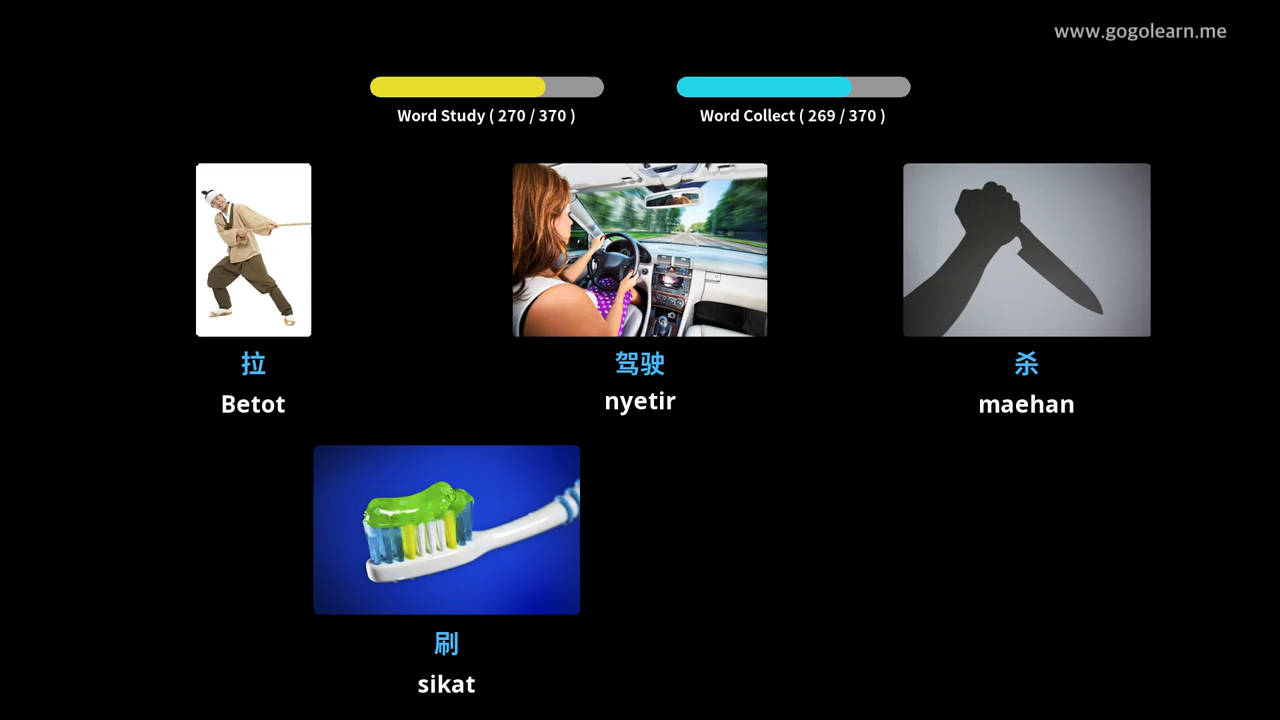 www.gogolearn.me
Word Study ( 270 / 370 )
Word Collect ( 269 / 370 )
拉
Betot
驾驶
nyetir
杀
maehan
刷
sikat